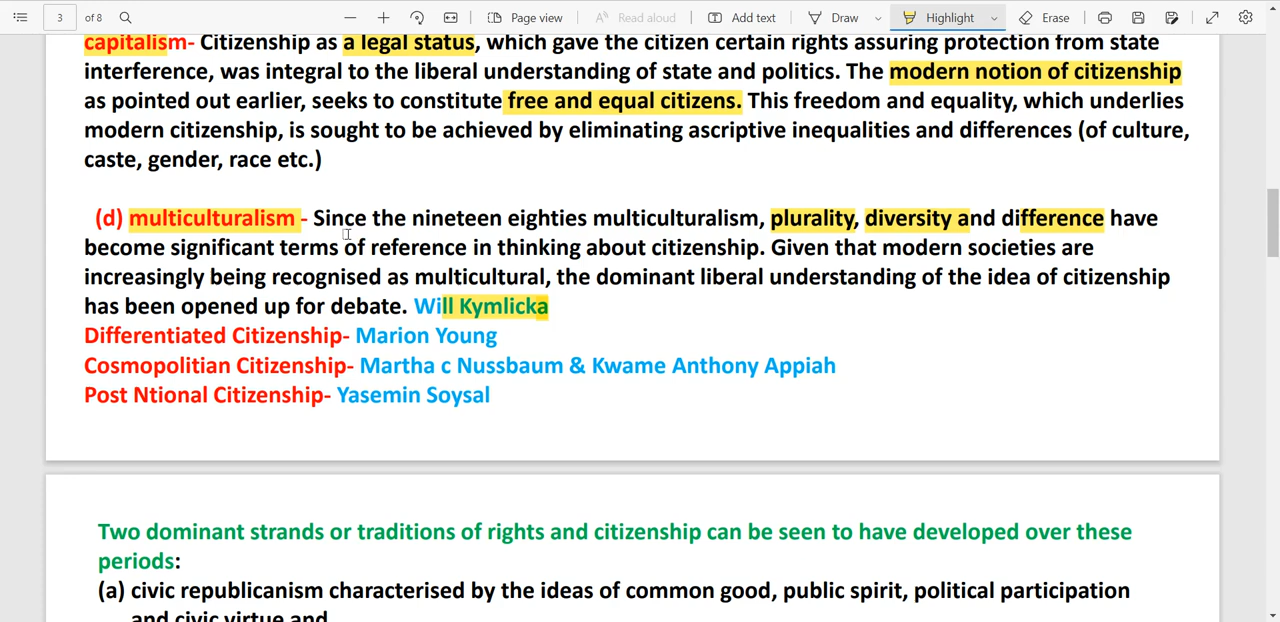 3 of 8 Page view Read aloud Add text Draw Highlight Erase
capitalism- Citizenship as a legal status, which gave the citizen certain rights assuring protection from state
interference, was integral to the liberal understanding of state and politics. The modern notion of citizenship
as pointed out earlier, seeks to constitute free and equal citizens. This freedom and equality, which underlies
modern citizenship, is sought to be achieved by eliminating ascriptive inequalities and differences (of culture,
caste, gender, race etc.)
(d) multiculturalism - Since the nineteen eighties multiculturalism, plurality, diversity and difference have
become significant terms of reference in thinking about citizenship. Given that modern societies are
increasingly being recognised as multicultural, the dominant liberal understanding of the idea of citizenship
has been opened up for debate. Will Kymlicka
Differentiated Citizenship- Marion Young
Cosmopolitian Citizenship- Martha c Nussbaum & Kwame Anthony Appiah
Post Ntional Citizenship- Yasemin Soysal
Two dominant strands or traditions of rights and citizenship can be seen to have developed over these
periods:
(a) civic republicanism characterised by the ideas of common good, public spirit, political participation
and civic virtue and